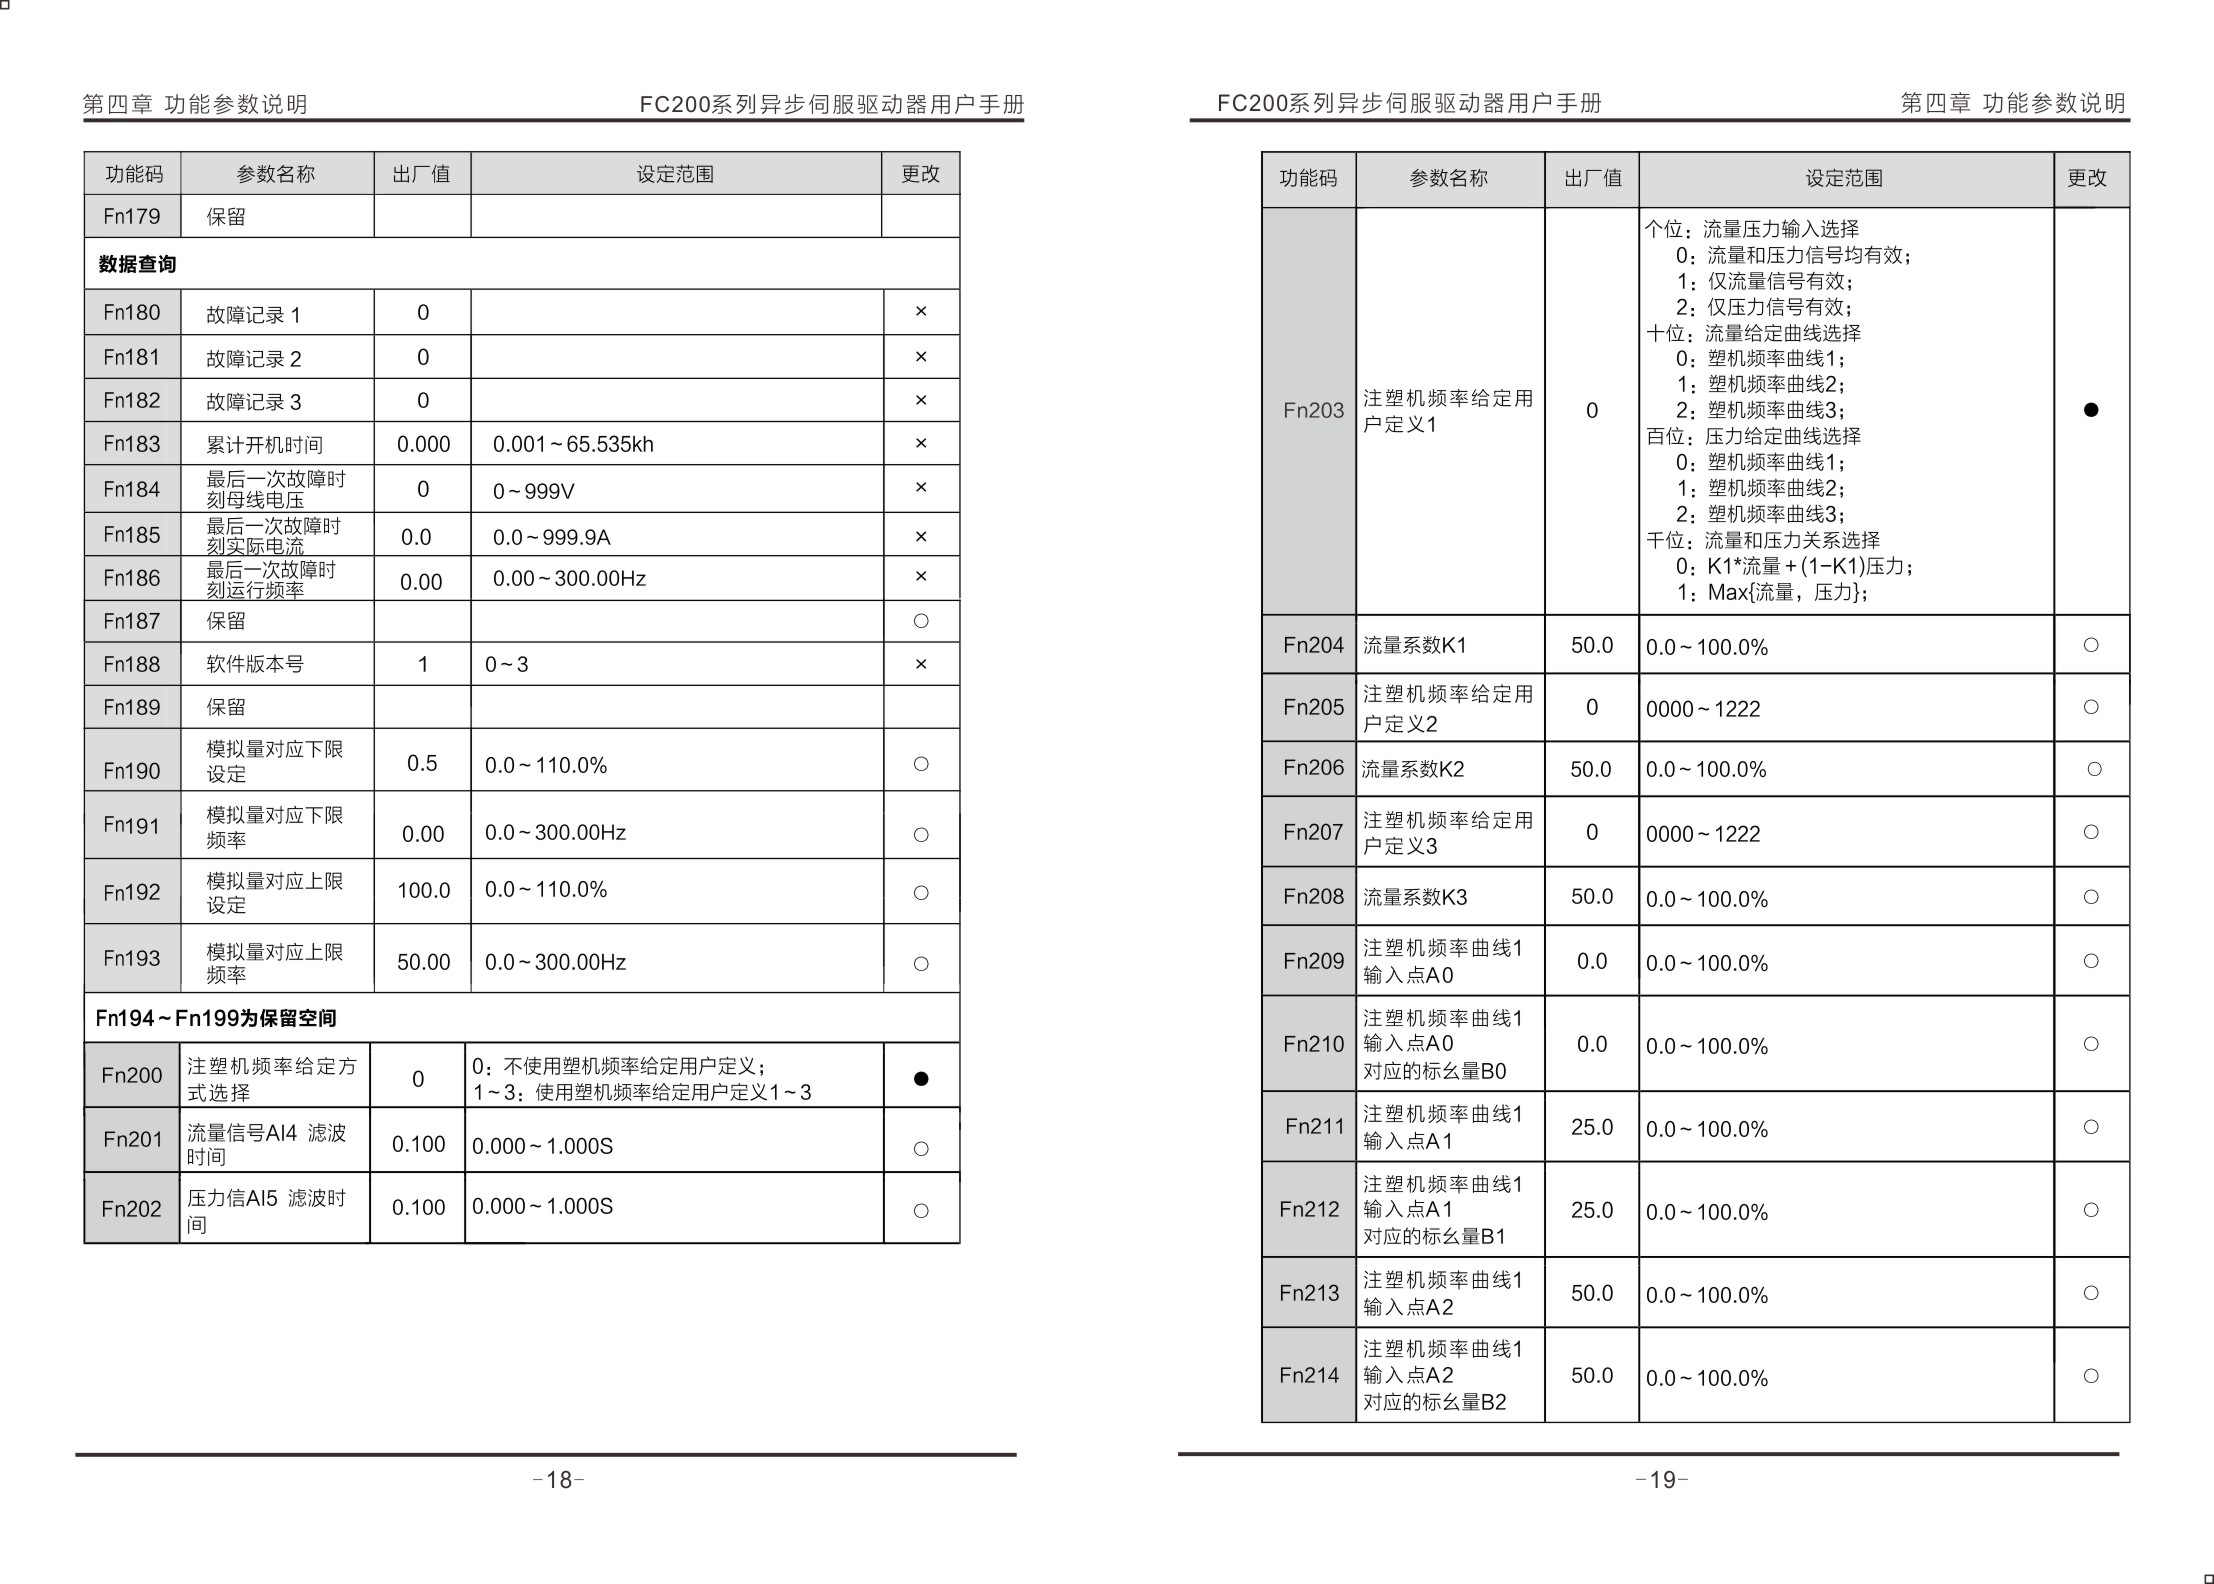 第四章 功能参数说明 FC200系列异步伺服驱动器用户手册
功能码 参数名称 出厂值 设定范围 更改
Fn179 保留
数据查询
Fn180 故障记录 1 0 ×
Fn181 故障记录 2 0 ×
Fn182 故障记录 3 0 ×
Fn183 累计开机时间 0.000 0.001~65.535kh ×
Fn184 最后一次故障时
刻母线电压 0 0~999V ×
Fn185 最后一次故障时
刻实际电流 0.0 0.0~999.9A ×
Fn186 最后一次故障时
刻运行频率 0.00 0.00~300.00Hz ×
Fn187 保留 ○
Fn188 软件版本号 1 0~3 ×
Fn189 保留
Fn190 模拟量对应下限
设定 0.5 0.0~110.0% ○
Fn191 模拟量对应下限
频率 0.00 0.0~300.00Hz ○
Fn192 模拟量对应上限
设定 100.0 0.0~110.0% ○
Fn193 模拟量对应上限
频率 50.00 0.0~300.00Hz ○
Fn194~Fn199为保留空间
Fn200 注塑机频率给定方
式选择 0 0：不使用塑机频率给定用户定义；
1~3：使用塑机频率给定用户定义1~3 ●
Fn201 流量信号AI4 滤波
时间 0.100 0.000~1.000S ○
Fn202 压力信AI5 滤波时
间 0.100 0.000~1.000S ○
-18-
FC200系列异步伺服驱动器用户手册 第四章 功能参数说明
功能码 参数名称 出厂值 设定范围 更改
Fn203 注塑机频率给定用
户定义1 0 ●
个位：流量压力输入选择
0：流量和压力信号均有效；
1：仅流量信号有效；
2：仅压力信号有效；
十位：流量给定曲线选择
0：塑机频率曲线1；
1：塑机频率曲线2；
2：塑机频率曲线3；
百位：压力给定曲线选择
0：塑机频率曲线1；
1：塑机频率曲线2；
2：塑机频率曲线3；
千位：流量和压力关系选择
0：K1*流量+(1-K1)压力；
1：Max{流量，压力}；
Fn204 流量系数K1 50.0 0.0~100.0% ○
Fn205 注塑机频率给定用
户定义2 0 0000~1222 ○
Fn206 流量系数K2 50.0 0.0~100.0% ○
Fn207 注塑机频率给定用
户定义3 0 0000~1222 ○
Fn208 流量系数K3 50.0 0.0~100.0% ○
Fn209 注塑机频率曲线1
输入点A0 0.0 0.0~100.0% ○
Fn210 注塑机频率曲线1
输入点A0
对应的标幺量B0 0.0 0.0~100.0% ○
Fn211 注塑机频率曲线1
输入点A1 25.0 0.0~100.0% ○
Fn212 注塑机频率曲线1
输入点A1
对应的标幺量B1 25.0 0.0~100.0% ○
Fn213 注塑机频率曲线1
输入点A2 50.0 0.0~100.0% ○
Fn214 注塑机频率曲线1
输入点A2
对应的标幺量B2 50.0 0.0~100.0% ○
-19-